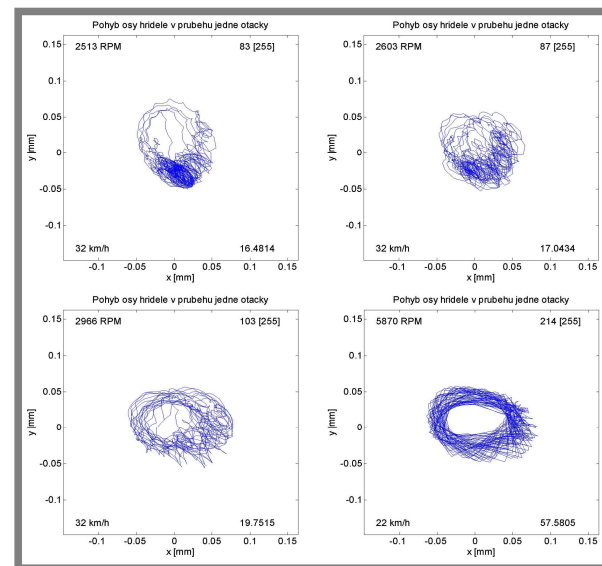 Pohyb osy hridele v prubehu jedne otacky
2513 RPM 83 [255]
0.15
0.1
0.05
0
-0.05
-0.1
y [mm]
32 km/h 16.4814
-0.1 -0.05 0 0.05 0.1 0.15
x [mm]
Pohyb osy hridele v prubehu jedne otacky
2603 RPM 87 [255]
0.15
0.1
0.05
0
-0.05
-0.1
y [mm]
32 km/h 17.0434
-0.1 -0.05 0 0.05 0.1 0.15
x [mm]
Pohyb osy hridele v prubehu jedne otacky
2966 RPM 103 [255]
0.15
0.1
0.05
0
-0.05
-0.1
y [mm]
32 km/h 19.7515
-0.1 -0.05 0 0.05 0.1 0.15
x [mm]
Pohyb osy hridele v prubehu jedne otacky
5870 RPM 214 [255]
0.15
0.1
0.05
0
-0.05
-0.1
y [mm]
22 km/h 57.5805
-0.1 -0.05 0 0.05 0.1 0.15
x [mm]